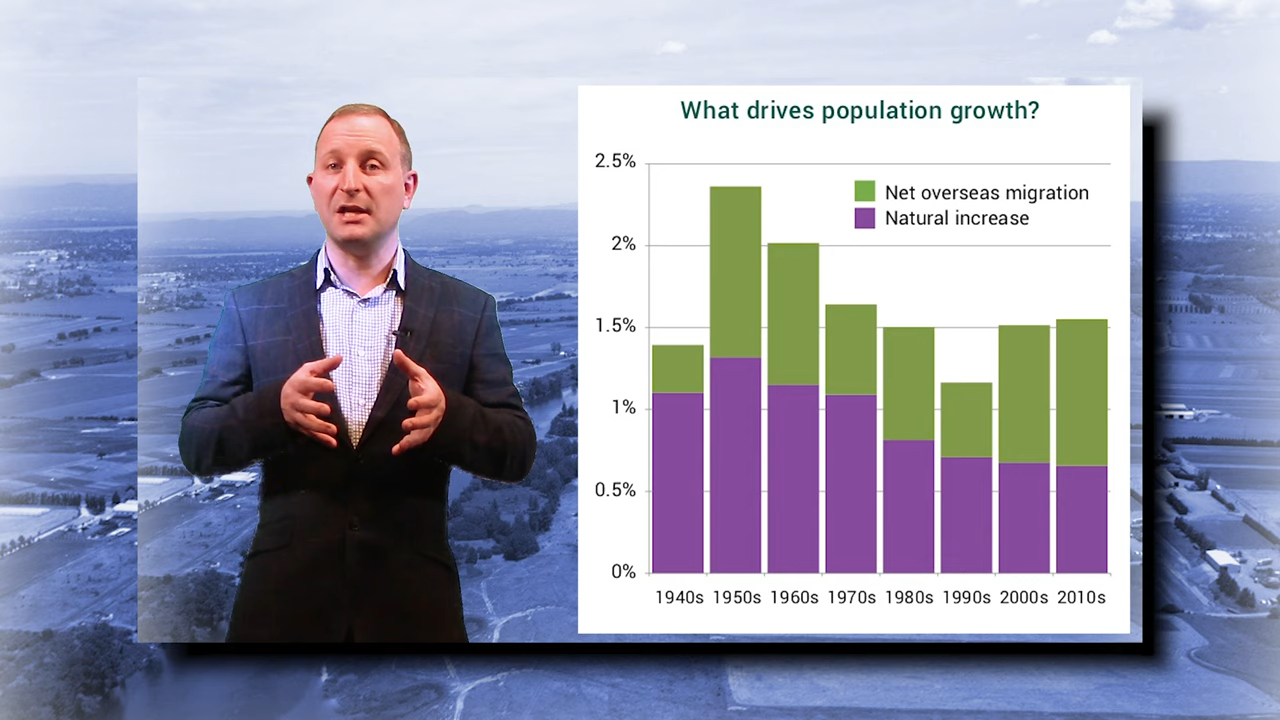 What drives population growth?
2.5%
Net overseas migration
Natural increase
2%
1.5%
1%
0.5%
0%
1940s 1950s 1960s 1970s 1980s 1990s 2000s 2010s